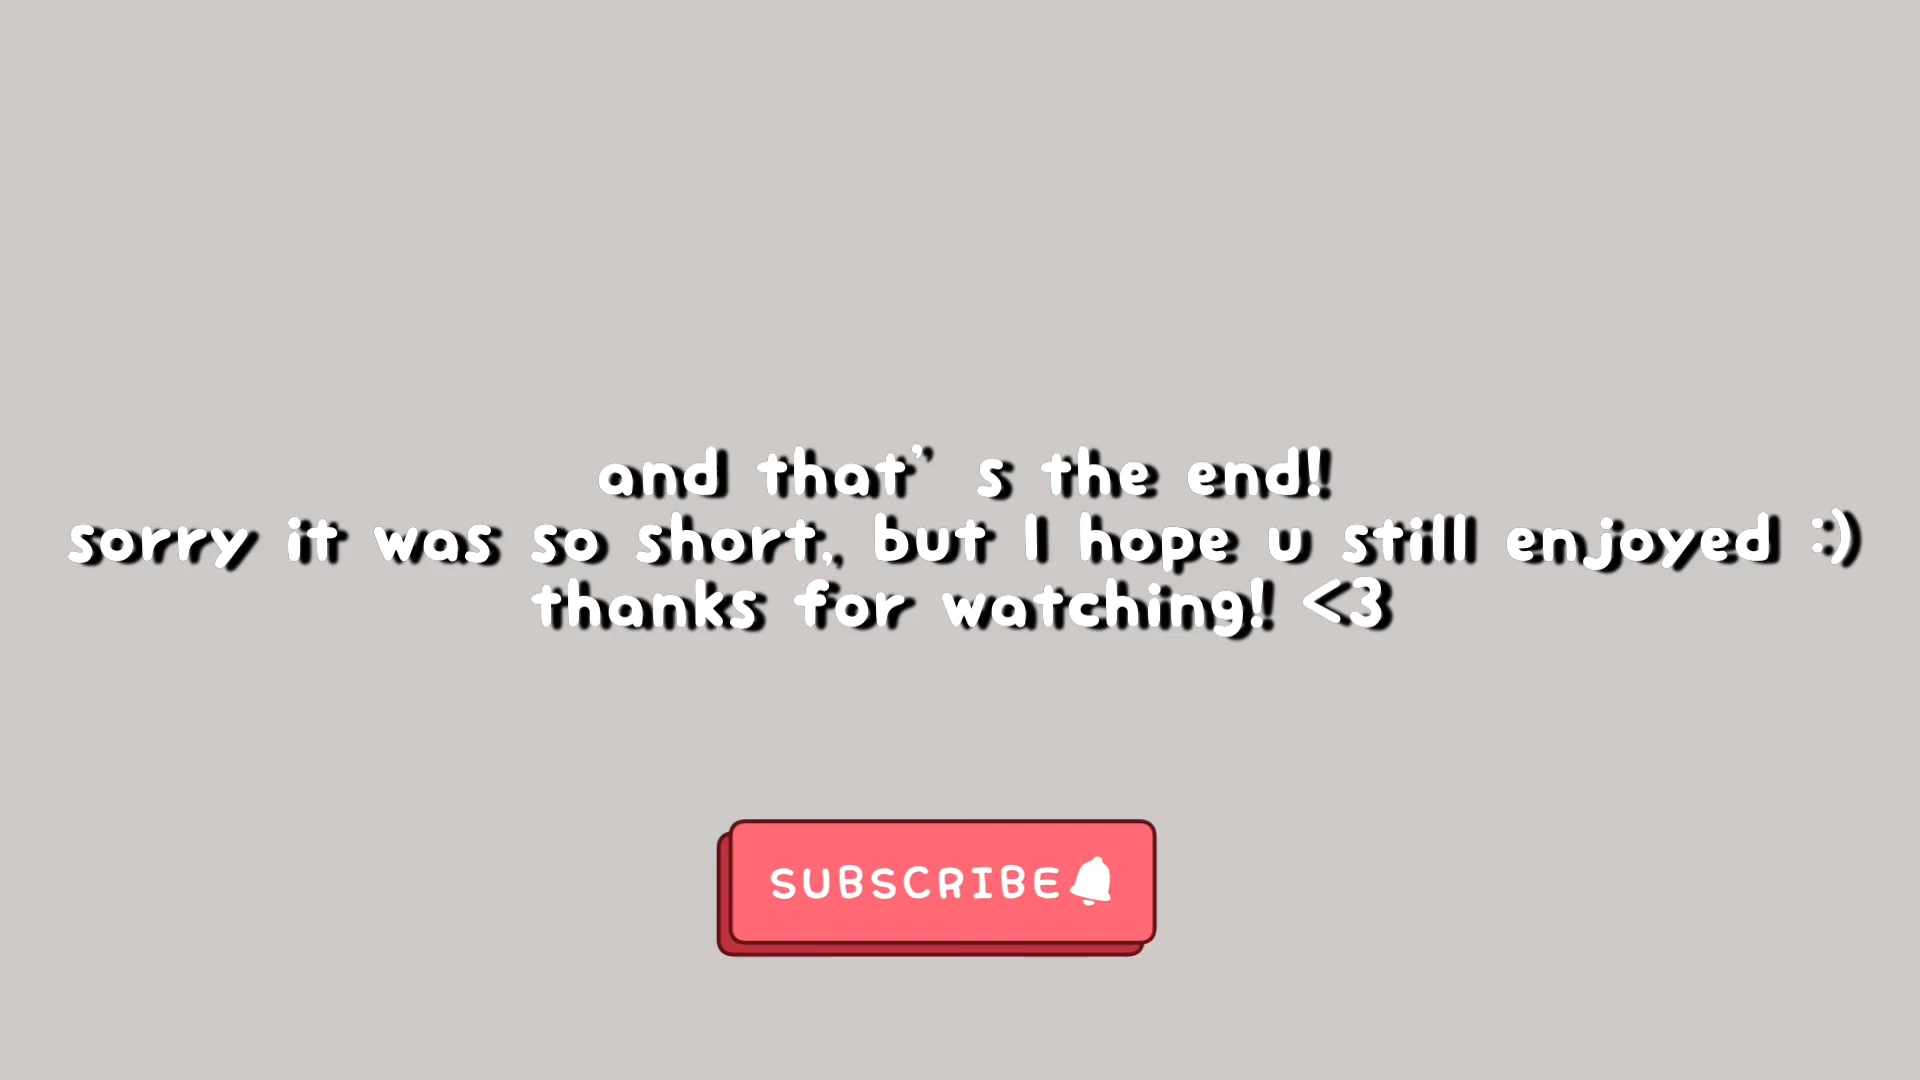 and that’s the end!
sorry it was so short, but I hope u still enjoyed :)
thanks for watching! <3
SUBSCRIBE